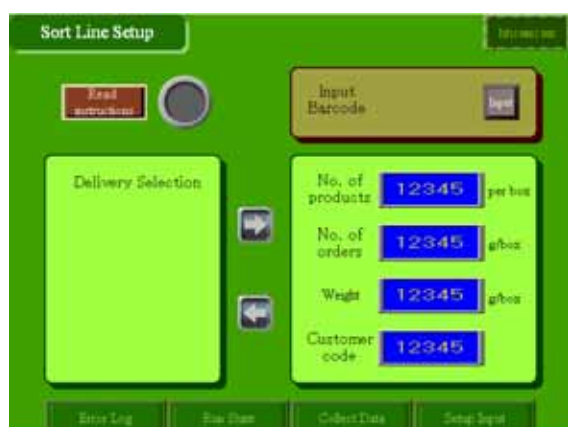 Sort Line Setup
Read
instructions
Input
Barcode
Input
Delivery Selection
No. of
products
12345
per box
No. of
orders
12345
g/box
Weight
12345
g/box
Customer
code
12345
Error Log
Collect Data
Setup Input